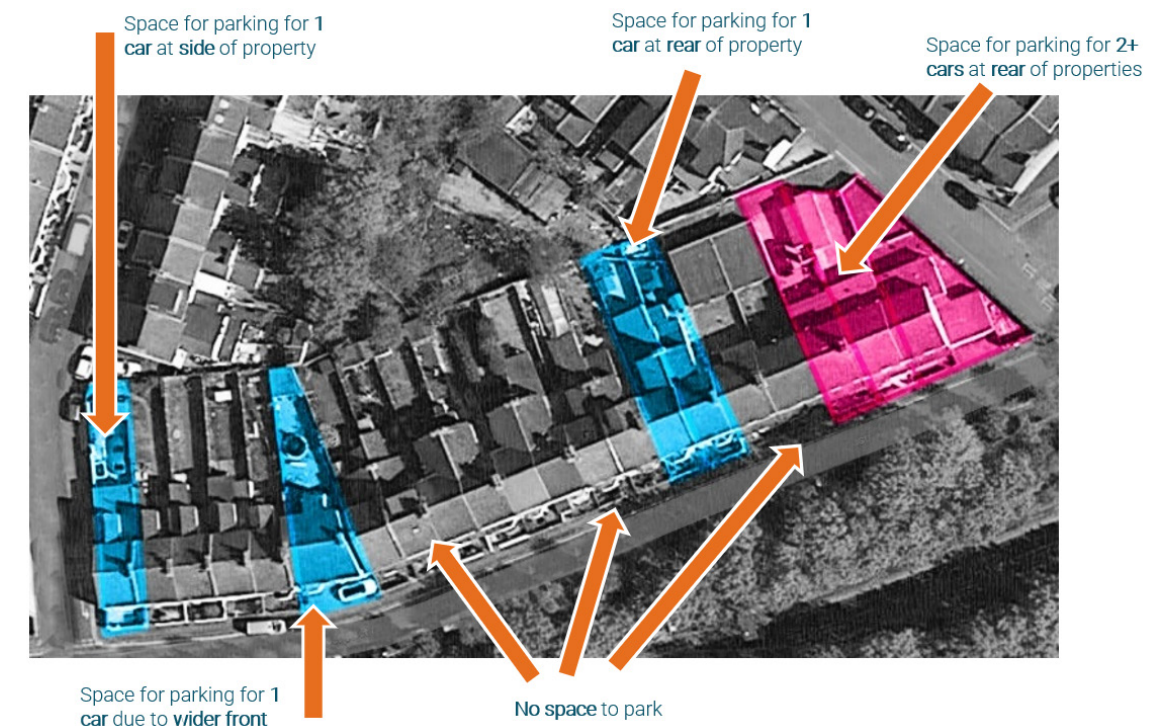 Space for parking for 1
car at side of property
Space for parking for 1
car at rear of property
Space for parking for 2+
cars at rear of properties
Space for parking for 1
car due to wider front
No space to park